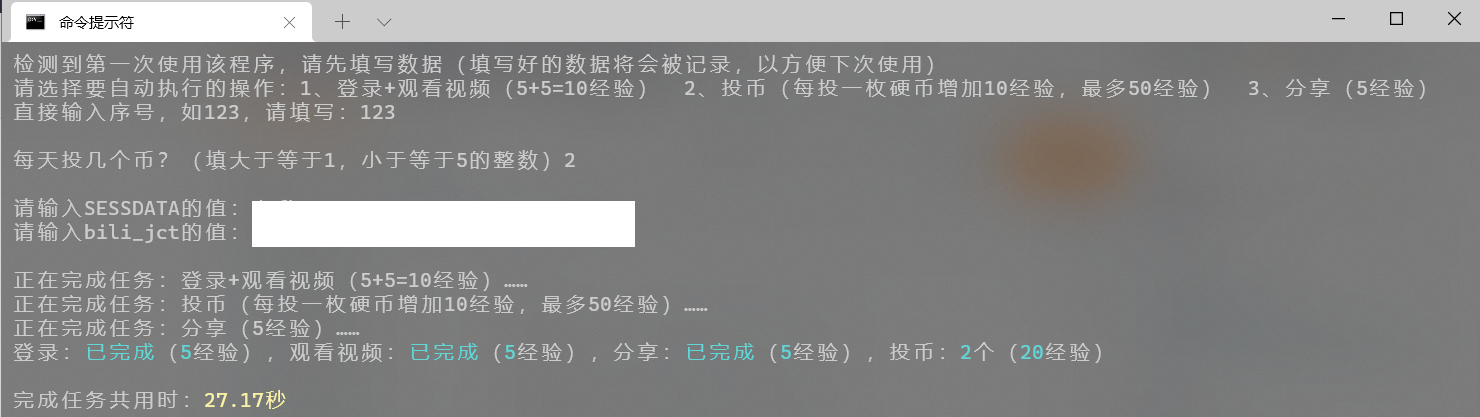 命令提示符
检测到第一次使用该程序，请先填写数据（填写好的数据将会被记录，以方便下次使用）
请选择要自动执行的操作：1、登录+观看视频（5+5=10经验） 2、投币（每投一枚硬币增加10经验，最多50经验） 3、分享（5经验）
直接输入序号，如123，请填写：123
每天投几个币？（填大于等于1，小于等于5的整数）2
请输入SESSDATA的值：
请输入bili_jct的值：
正在完成任务：登录+观看视频（5+5=10经验）……
正在完成任务：投币（每投一枚硬币增加10经验，最多50经验）……
正在完成任务：分享（5经验）……
登录：已完成（5经验），观看视频：已完成（5经验），分享：已完成（5经验），投币：2个（20经验）
完成任务共用时：27.17秒